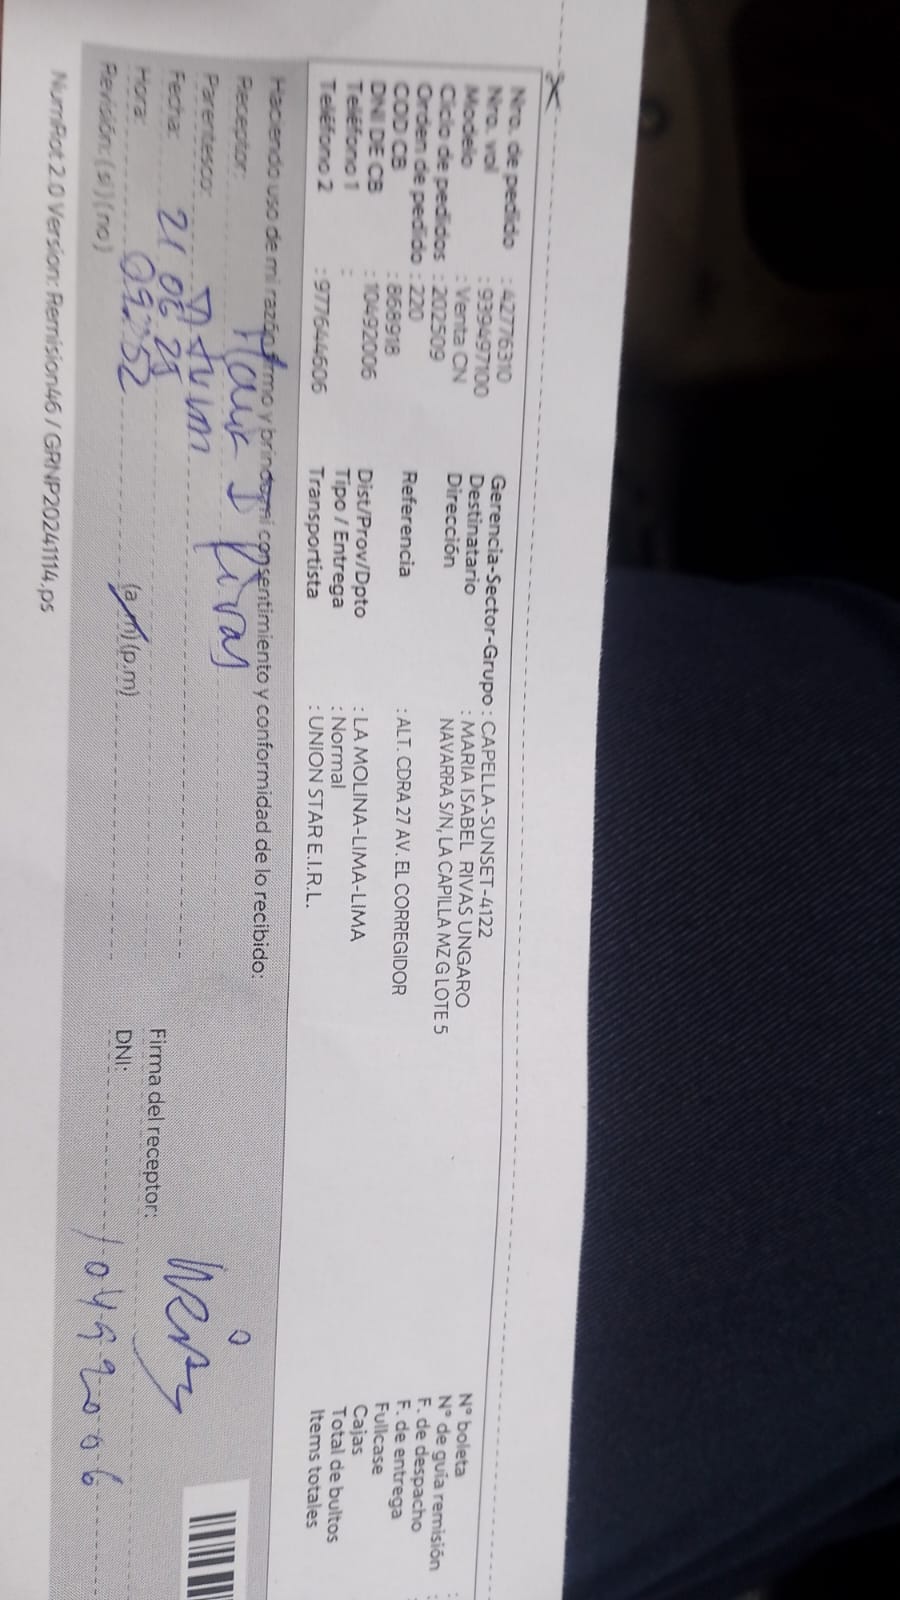 Nro. de pedido : 42776310
Nro. vol : 939497100
Modelo : Venta CN
Ciclo de pedidos : 202509
Orden de pedido : 220
COD CB : 868918
DNI DE CB : 10492006
Teléfono 1 :
Teléfono 2 : 977644606
Gerencia-Sector-Grupo : CAPELLA-SUNSET-4122
Destinatario : MARIA ISABEL RIVAS UNGARO
Dirección NAVARRA S/N, LA CAPILLA MZ G LOTE 5
Referencia : ALT. CDRA 27 AV. EL CORREGIDOR
Dist/Prov/Dpto : LA MOLINA-LIMA-LIMA
Tipo / Entrega : Normal
Transportista : UNION STAR E.I.R.L.
N° boleta
N° de guía remisión :
F. de despacho :
F. de entrega
Fullcase
Cajas
Total de bultos
Items totales
Haciendo uso de mi razón firmo y brindo mi consentimiento y conformidad de lo recibido:
Receptor: Rivas
Parentesco:
Fecha: 21 06 25
Hora: (a.m) (p.m)
Revisión: (si) (no)
Firma del receptor:
DNI: 10492006
NumRot 2.0 Version: Remision46 / GRNP20241114.ps